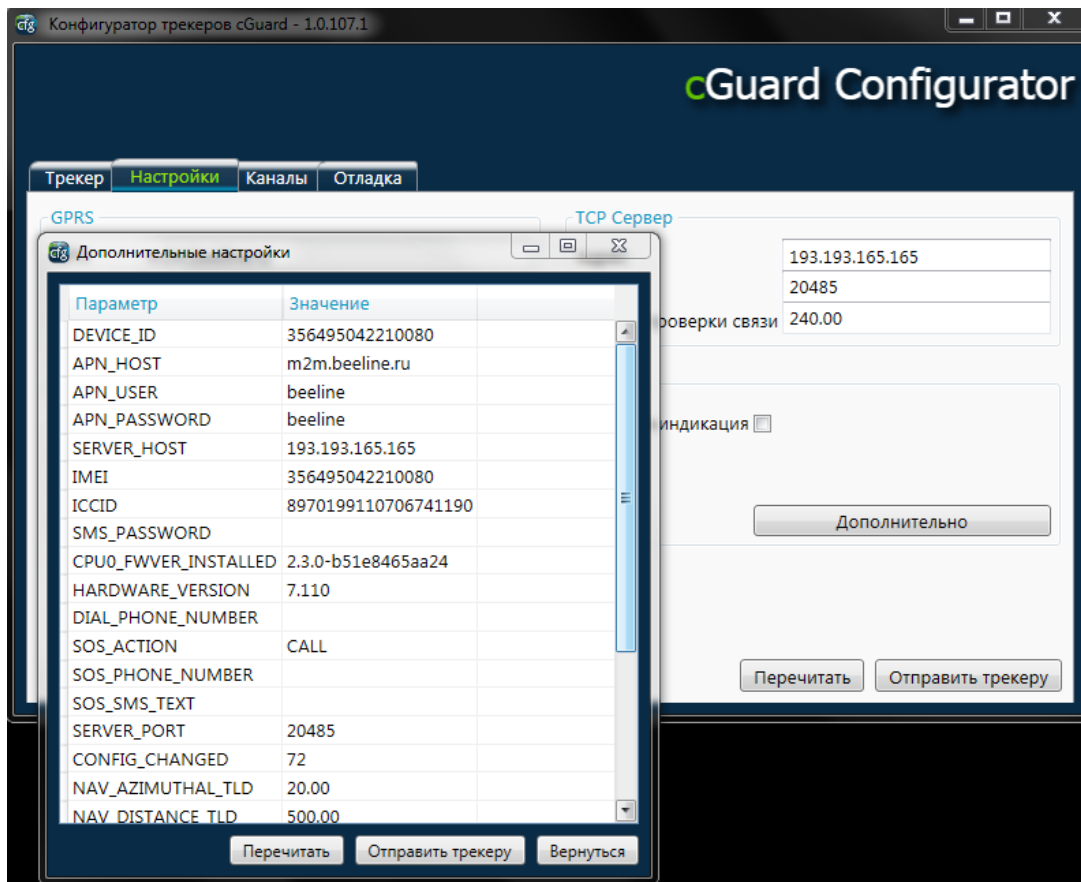 cfg Конфигуратор трекеров cGuard - 1.0.107.1
cGuard Configurator
Трекер Настройки Каналы Отладка
GPRS TCP Сервер
193.193.165.165
20485
роверки связи 240.00
индикация
Дополнительно
Перечитать Отправить трекеру
cfg Дополнительные настройки
Параметр Значение
DEVICE_ID 356495042210080
APN_HOST m2m.beeline.ru
APN_USER beeline
APN_PASSWORD beeline
SERVER_HOST 193.193.165.165
IMEI 356495042210080
ICCID 8970199110706741190
SMS_PASSWORD
CPU0_FWVER_INSTALLED 2.3.0-b51e8465aa24
HARDWARE_VERSION 7.110
DIAL_PHONE_NUMBER
SOS_ACTION CALL
SOS_PHONE_NUMBER
SOS_SMS_TEXT
SERVER_PORT 20485
CONFIG_CHANGED 72
NAV_AZIMUTHAL_TLD 20.00
NAV_DISTANCE_TLD 500.00
Перечитать Отправить трекеру Вернуться